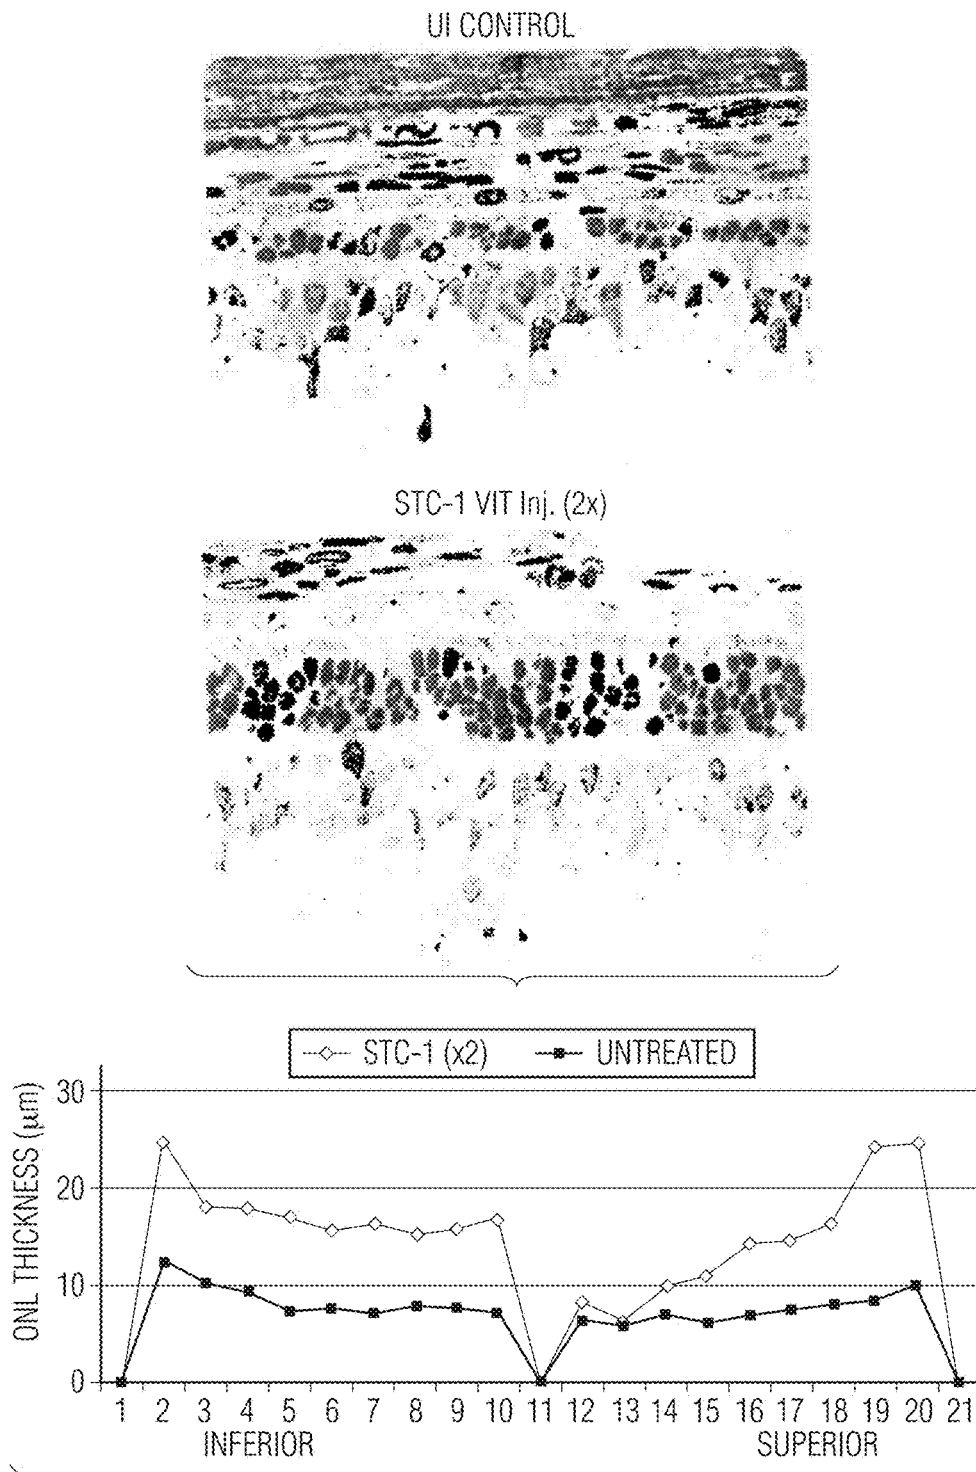 UI CONTROL
STC-1 VIT Inj. (2x)
STC-1 (x2) UNTREATED
ONL THICKNESS (µm)
30
20
10
0
1 2 3 4 5 6 7 8 9 10 11 12 13 14 15 16 17 18 19 20 21
INFERIOR SUPERIOR